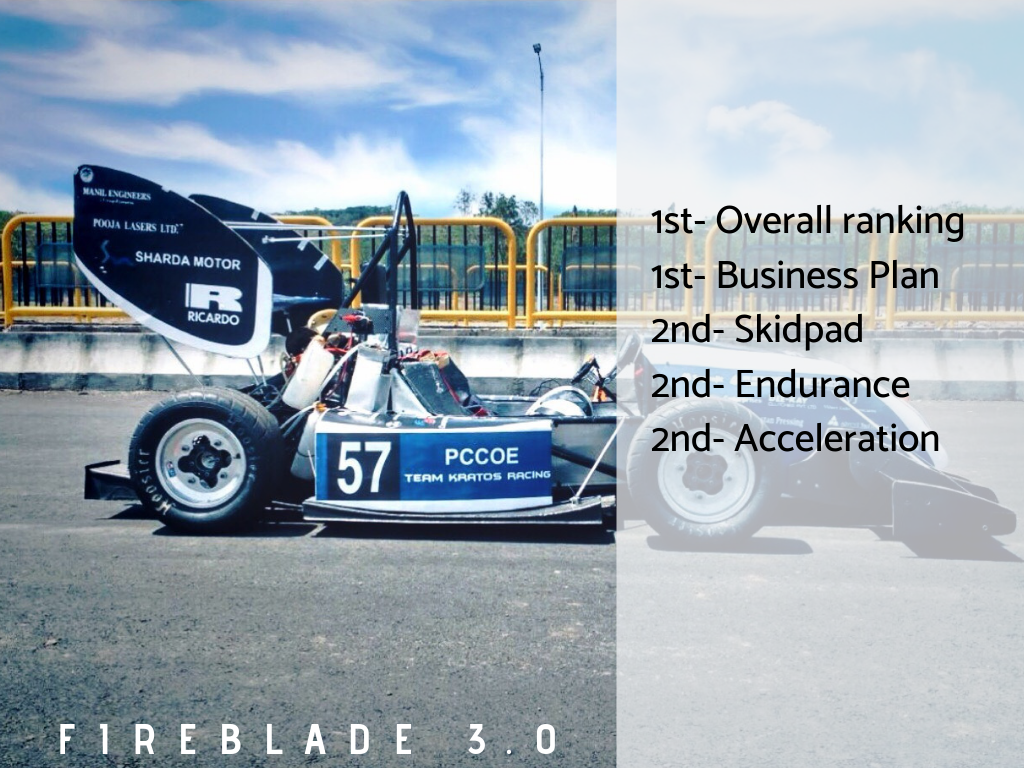 MANIL ENGINEERS
POOJA LASERS LTD.
SHARDA MOTOR
R
RICARDO
57
PCCOE
TEAM KRATOS RACING
HOOSIER
1st- Overall ranking
1st- Business Plan
2nd- Skidpad
2nd- Endurance
2nd- Acceleration
FIREBLADE 3.0